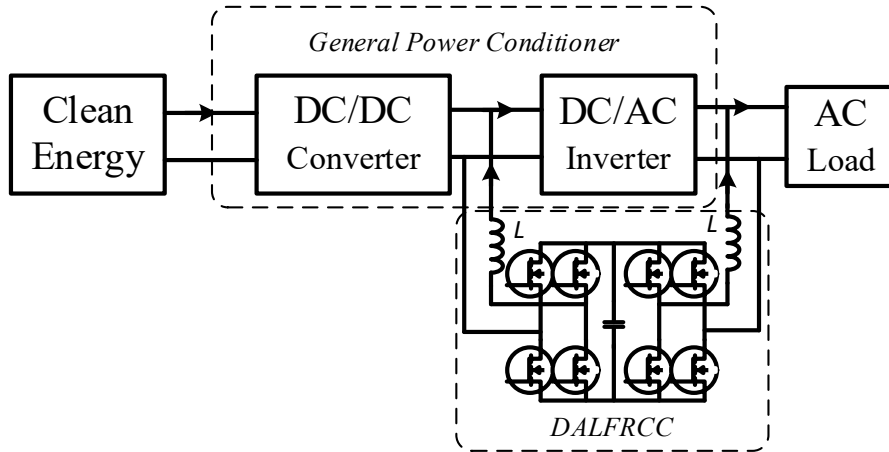 General Power Conditioner
Clean
Energy
DC/DC
Converter
DC/AC
Inverter
AC
Load
L
L
DALFRCC